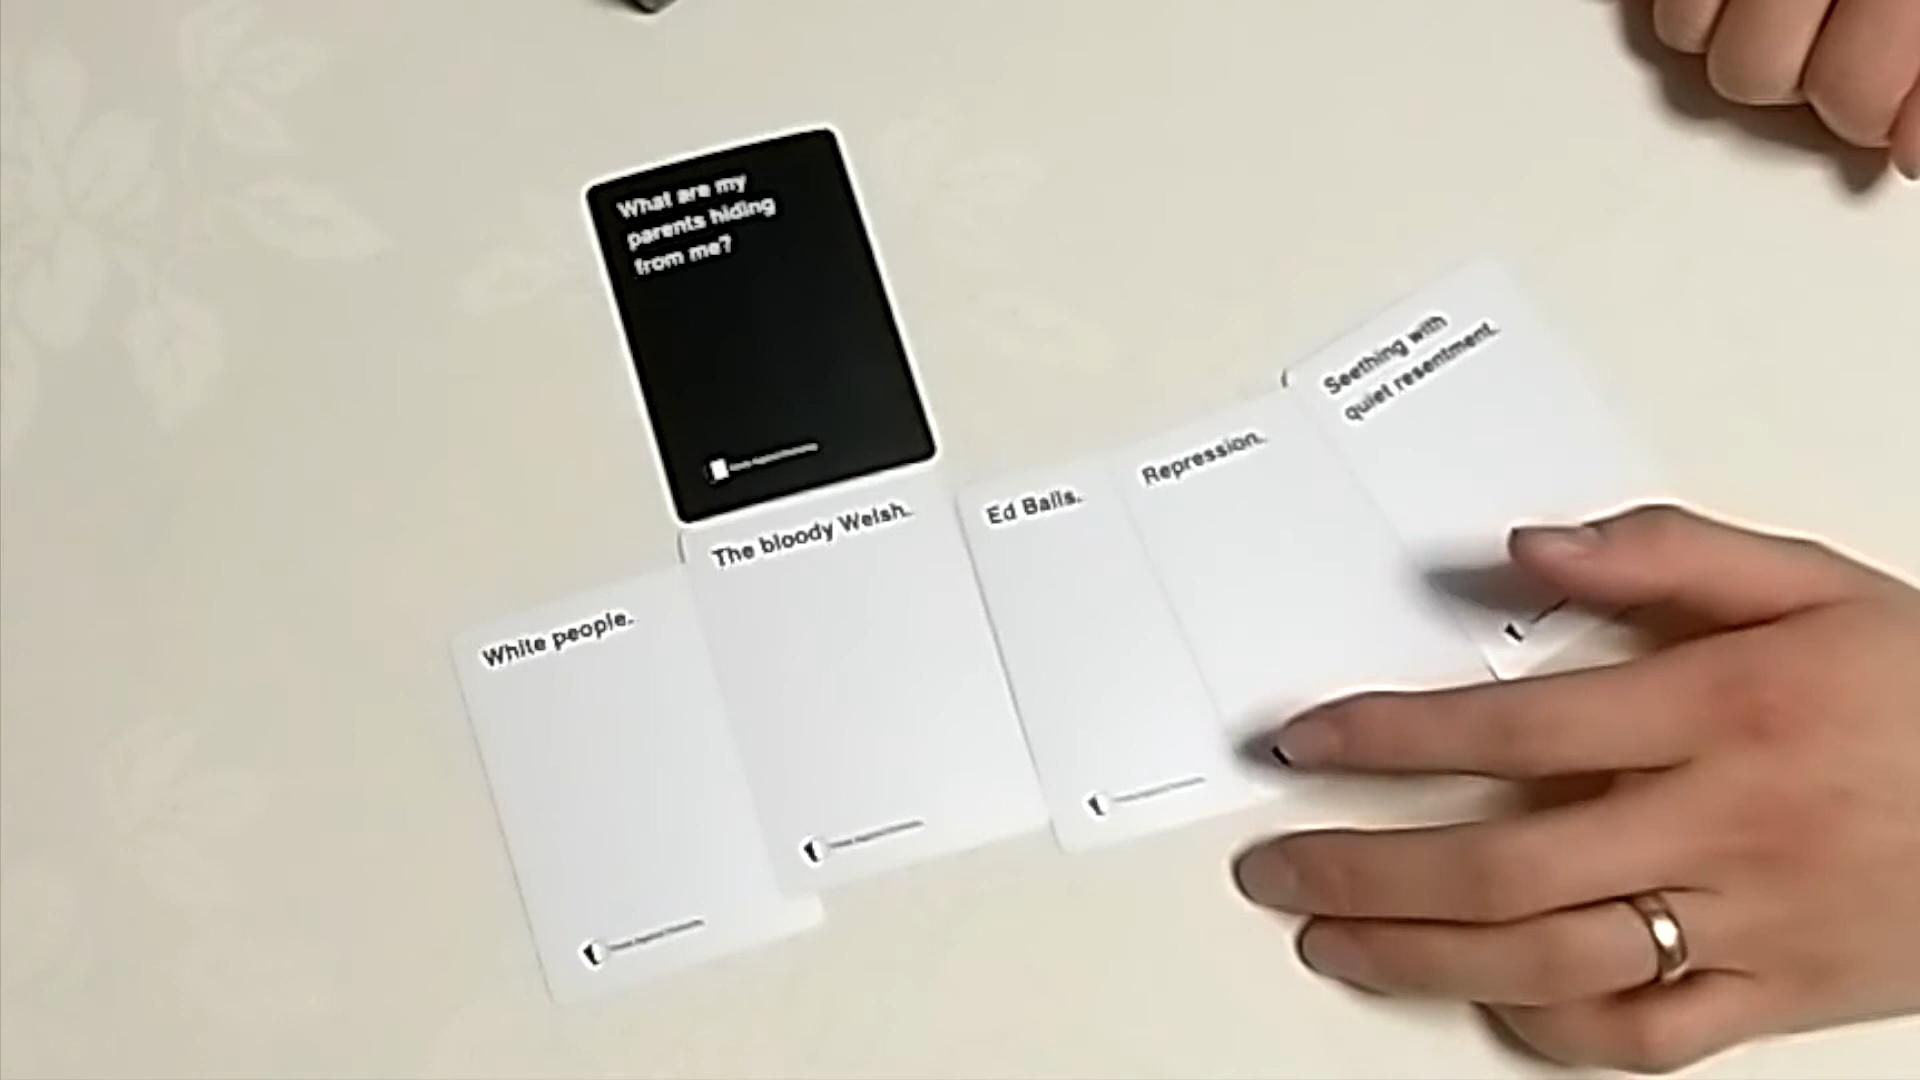 What are my
parents hiding
from me?
White people.
The bloody Welsh.
Ed Balls.
Repression.
Seething with
quiet resentment.